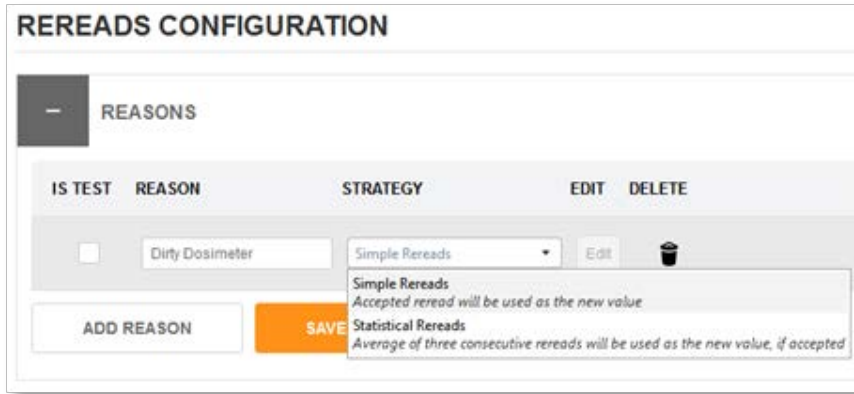 REREADS CONFIGURATION
REASONS
IS TEST REASON STRATEGY EDIT DELETE
Dirty Dosimeter Simple Rereads Edit
Simple Rereads
Accepted reread will be used as the new value
Statistical Rereads
Average of three consecutive rereads will be used as the new value, if accepted
ADD REASON SAVE